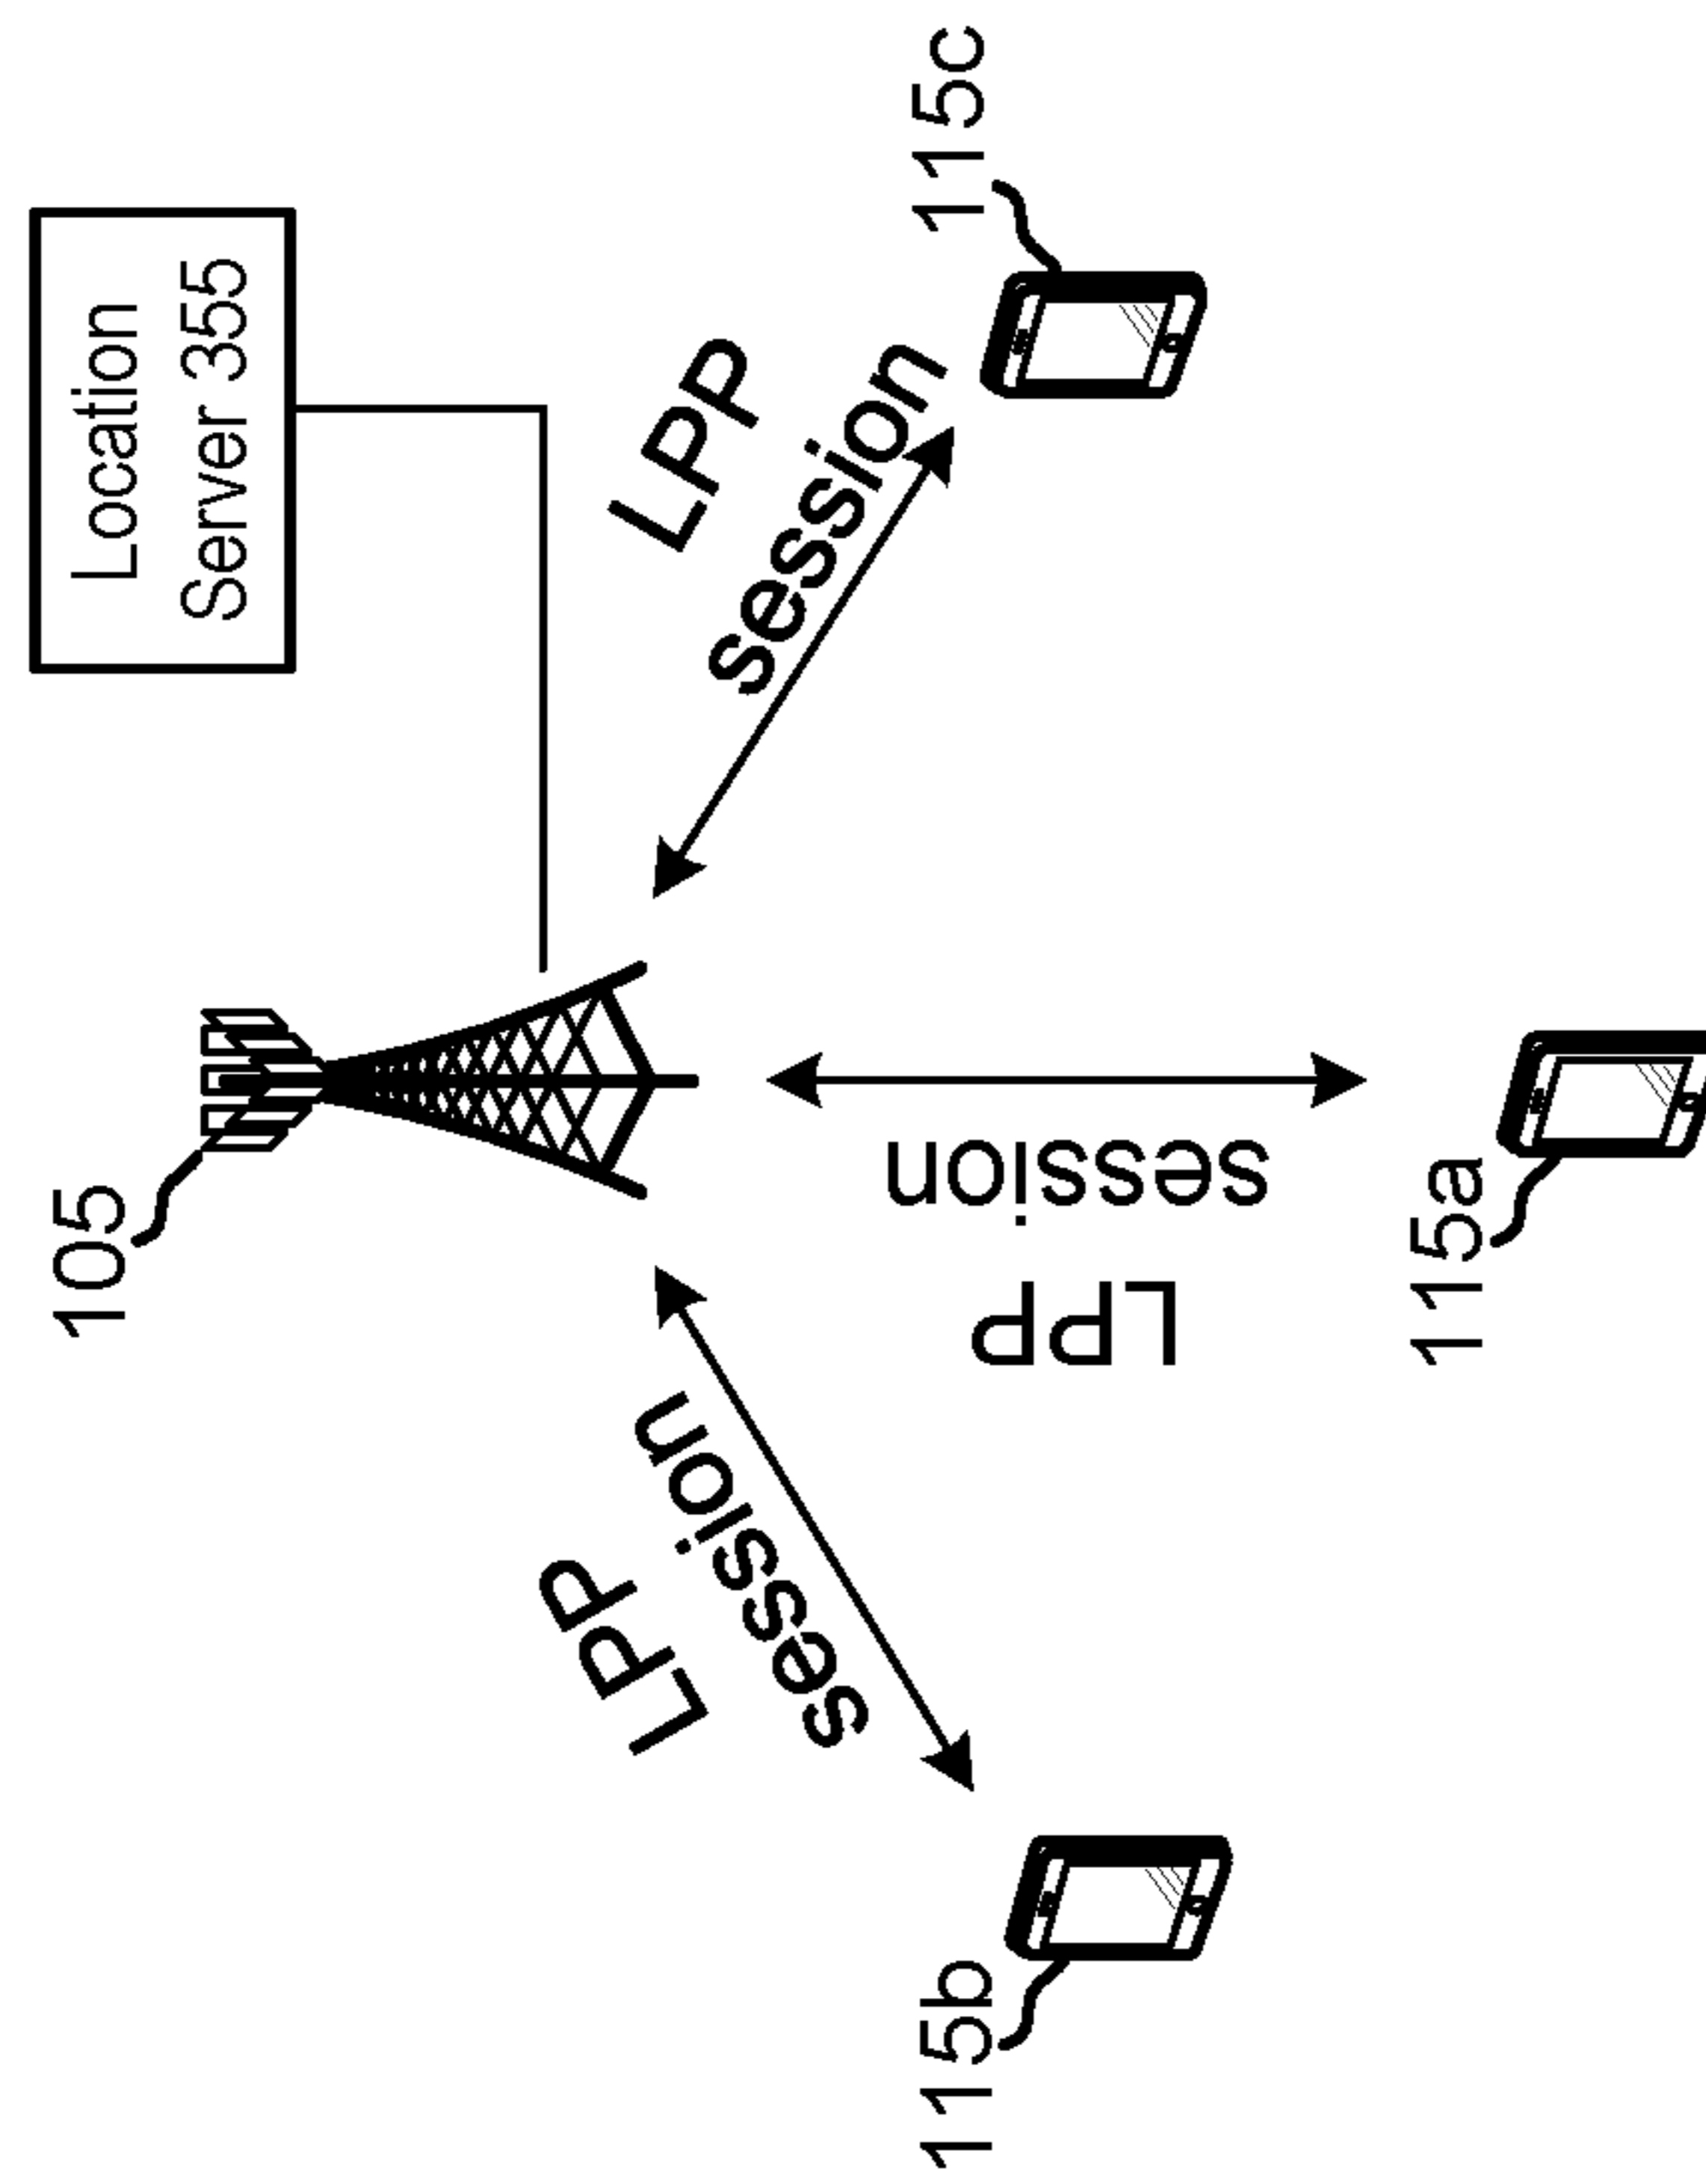 Location
Server 355
105
LPP
session
LPP
session
LPP
session
115b
115c
115a